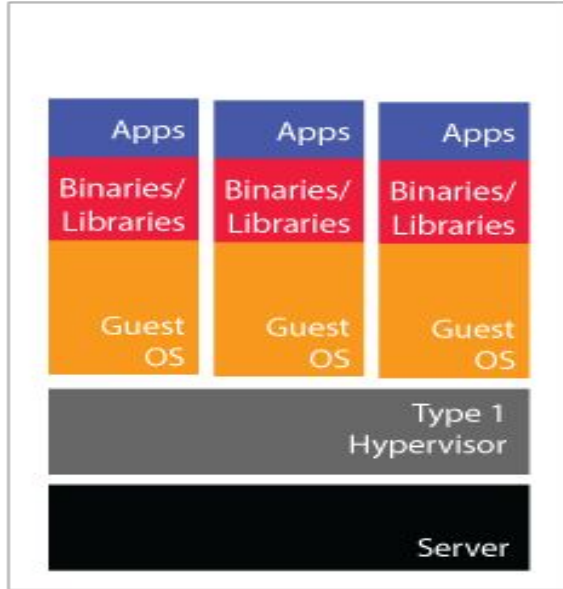 Apps
Apps
Apps
Binaries/
Libraries
Binaries/
Libraries
Binaries/
Libraries
Guest
OS
Guest
OS
Guest
OS
Type 1
Hypervisor
Server